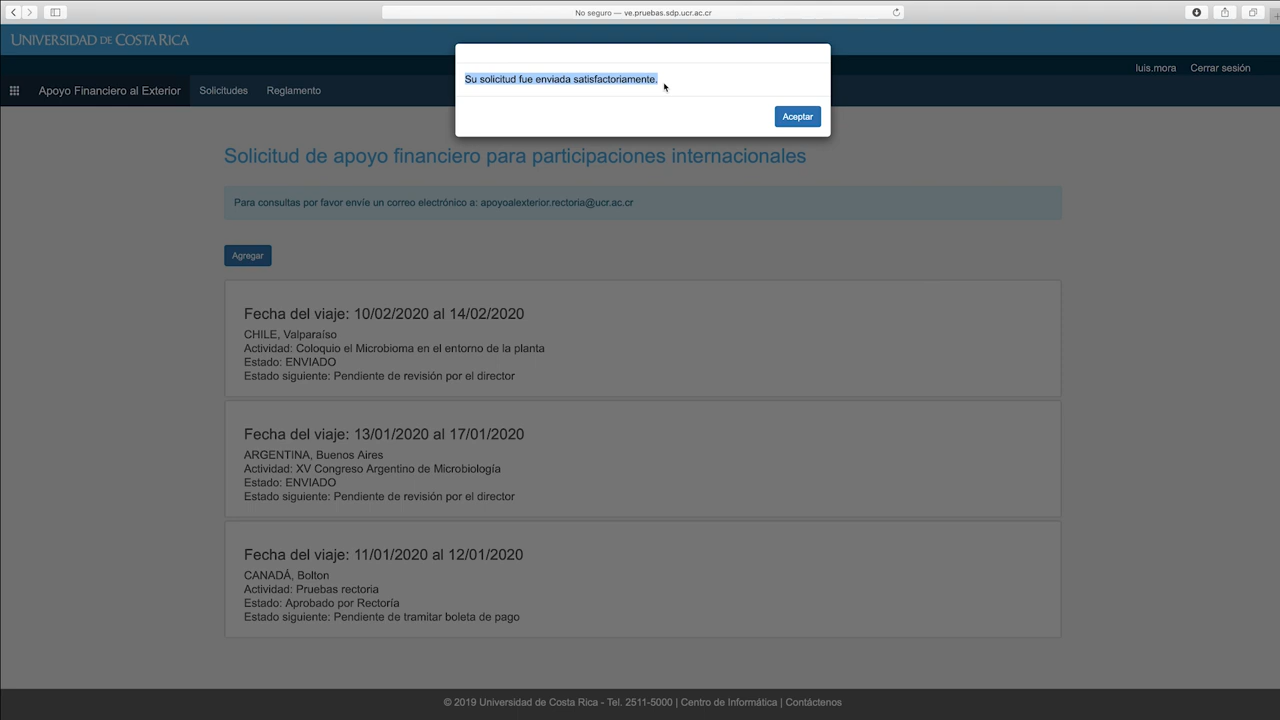 No seguro — ve.pruebas.sdp.ucr.ac.cr
UNIVERSIDAD DE COSTA RICA
Su solicitud fue enviada satisfactoriamente.
Aceptar
luis.mora Cerrar sesión
Apoyo Financiero al Exterior Solicitudes Reglamento
Solicitud de apoyo financiero para participaciones internacionales
Para consultas por favor envíe un correo electrónico a: apoyoalexterior.rectoria@ucr.ac.cr
Agregar
Fecha del viaje: 10/02/2020 al 14/02/2020
CHILE, Valparaíso
Actividad: Coloquio el Microbioma en el entorno de la planta
Estado: ENVIADO
Estado siguiente: Pendiente de revisión por el director
Fecha del viaje: 13/01/2020 al 17/01/2020
ARGENTINA, Buenos Aires
Actividad: XV Congreso Argentino de Microbiología
Estado: ENVIADO
Estado siguiente: Pendiente de revisión por el director
Fecha del viaje: 11/01/2020 al 12/01/2020
CANADÁ, Bolton
Actividad: Pruebas rectoria
Estado: Aprobado por Rectoría
Estado siguiente: Pendiente de tramitar boleta de pago
© 2019 Universidad de Costa Rica - Tel. 2511-5000 | Centro de Informática | Contáctenos